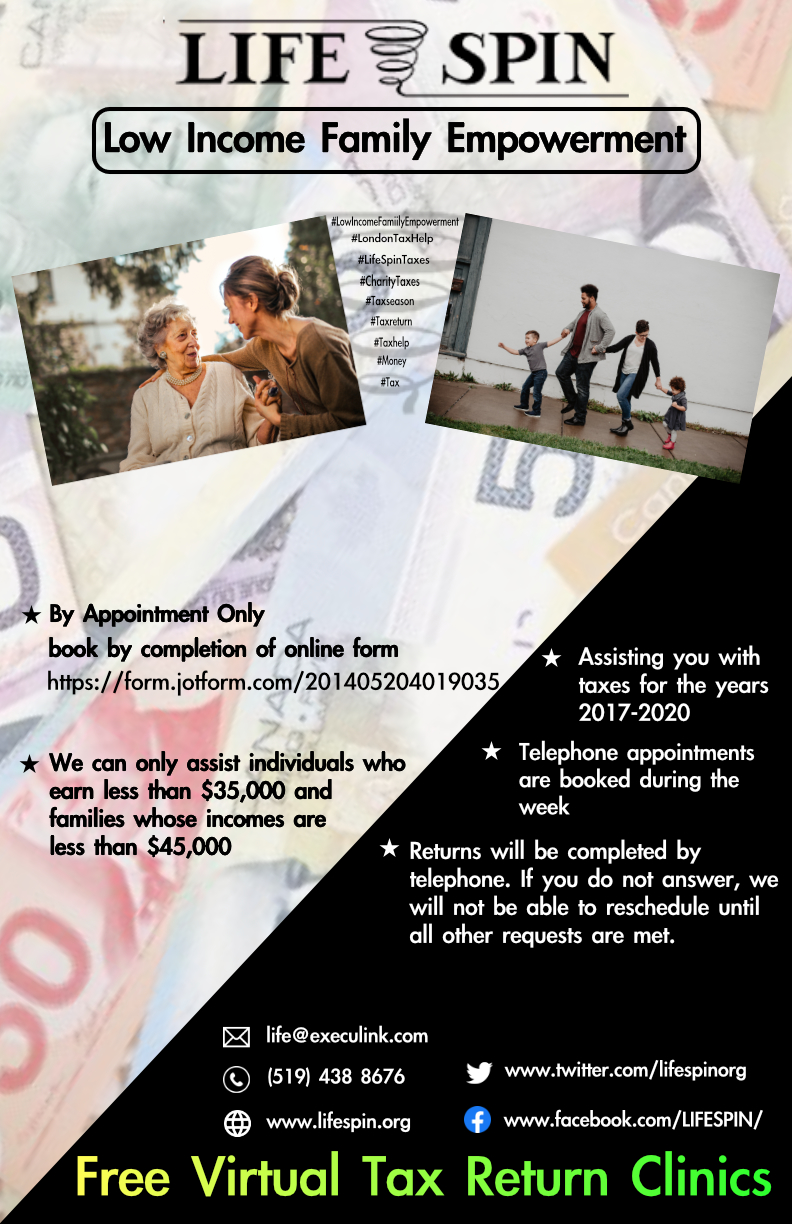 LIFE SPIN
Low Income Family Empowerment
#LowIncomeFamiilyEmpowerment
#LondonTaxHelp
#LifeSpinTaxes
#CharityTaxes
#Taxseason
#Taxreturn
#Taxhelp
#Money
#Tax
By Appointment Only
book by completion of online form
https://form.jotform.com/201405204019035
We can only assist individuals who
earn less than $35,000 and
families whose incomes are
less than $45,000
Assisting you with
taxes for the years
2017-2020
Telephone appointments
are booked during the
week
Returns will be completed by
telephone. If you do not answer, we
will not be able to reschedule until
all other requests are met.
life@execulink.com
(519) 438 8676
www.lifespin.org
www.twitter.com/lifespinorg
www.facebook.com/LIFESPIN/
Free Virtual Tax Return Clinics